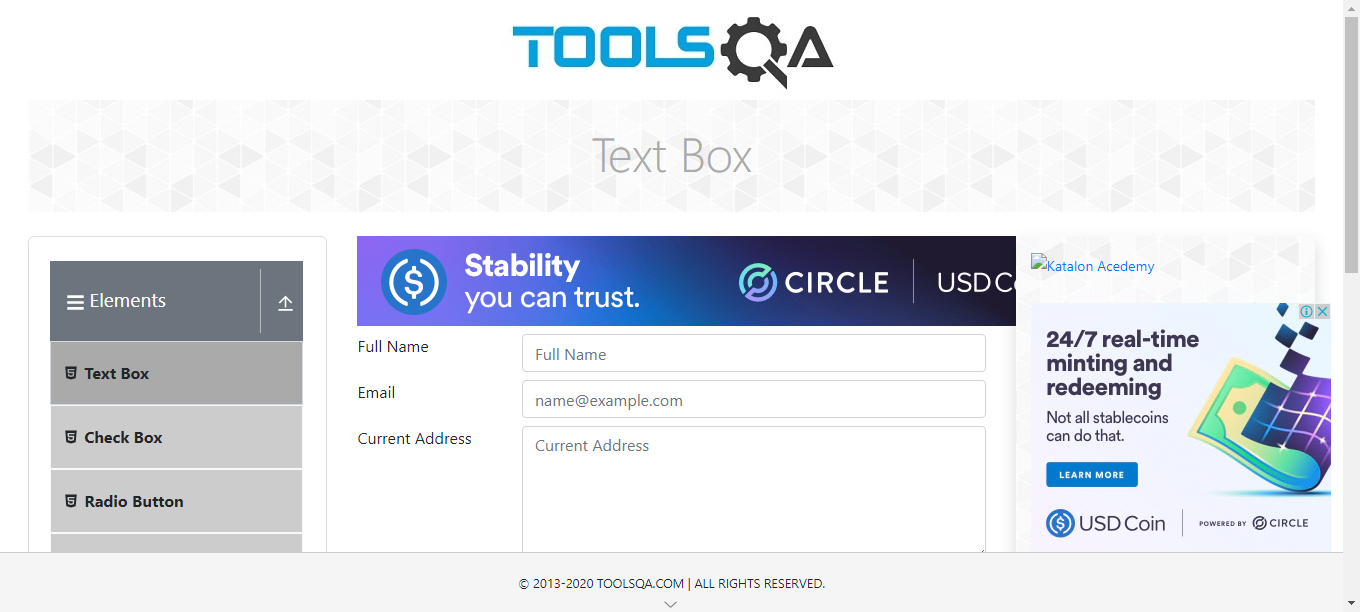 TOOLSQA
Text Box
Elements
Text Box
Check Box
Radio Button
Stability
you can trust.
CIRCLE
USD C
Full Name
Full Name
Email
name@example.com
Current Address
Current Address
Katalon Acedemy
24/7 real-time
minting and
redeeming
Not all stablecoins
can do that.
LEARN MORE
USD Coin
POWERED BY CIRCLE
© 2013-2020 TOOLSQA.COM | ALL RIGHTS RESERVED.